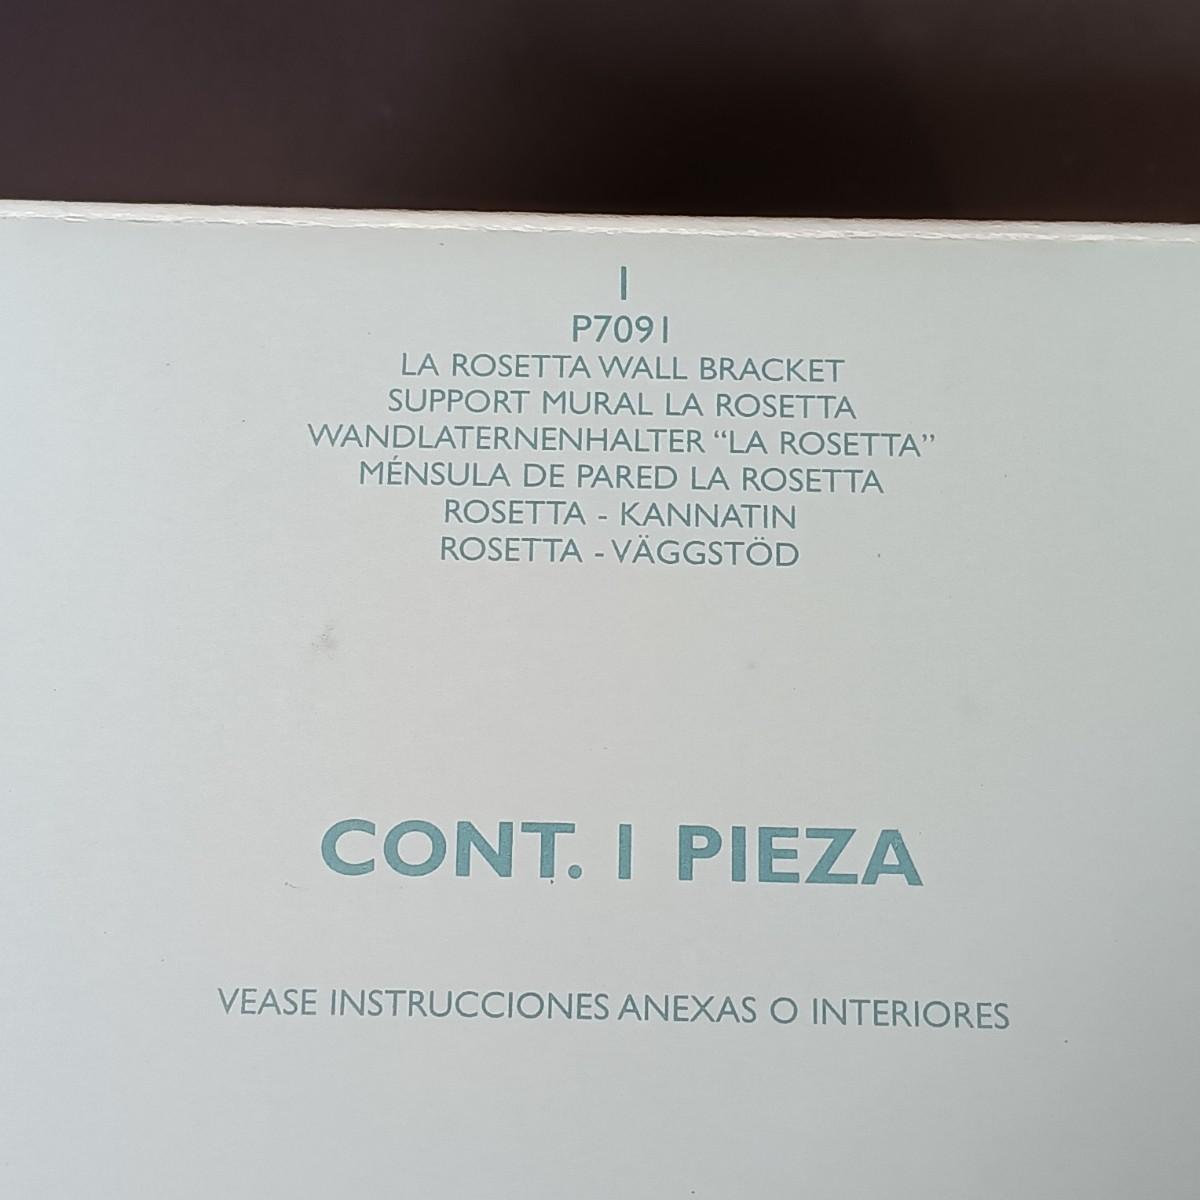 1
P7091
LA ROSETTA WALL BRACKET
SUPPORT MURAL LA ROSETTA
WANDLATERNENHALTER “LA ROSETTA”
MÉNSULA DE PARED LA ROSETTA
ROSETTA - KANNATIN
ROSETTA - VÄGGSTÖD
CONT. 1 PIEZA
VEASE INSTRUCCIONES ANEXAS O INTERIORES